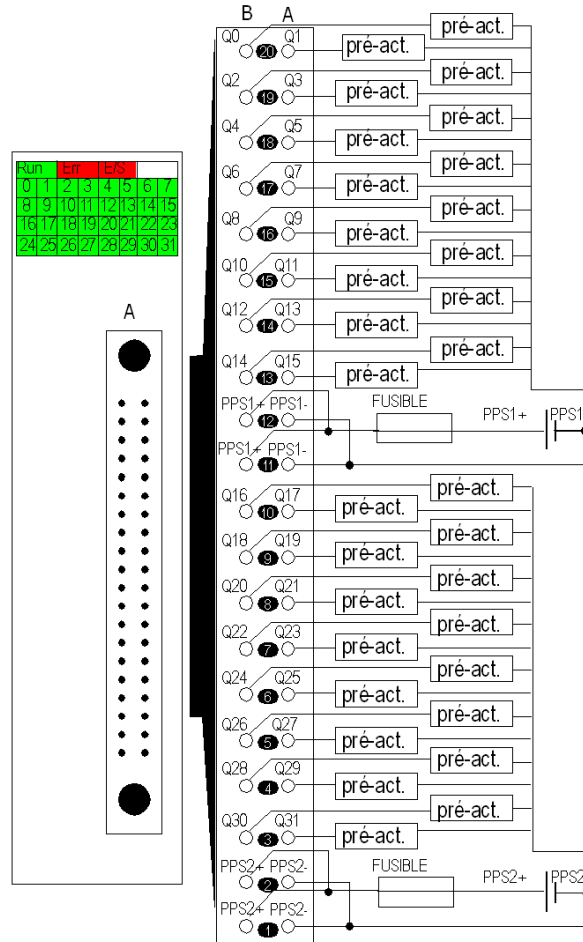 B A
Q0 Q1 pré-act.
20 pré-act.
Q2 Q3 pré-act.
19 pré-act.
Q4 Q5 pré-act.
18 pré-act.
Q6 Q7 pré-act.
17 pré-act.
Q8 Q9 pré-act.
16 pré-act.
Q10 Q11 pré-act.
15 pré-act.
Q12 Q13 pré-act.
14 pré-act.
Q14 Q15 pré-act.
13 pré-act.
PPS1+ PPS1- FUSIBLE PPS1+ PPS1
12
PPS1+ PPS1-
11
Q16 Q17 pré-act.
10 pré-act.
Q18 Q19 pré-act.
9 pré-act.
Q20 Q21 pré-act.
8 pré-act.
Q22 Q23 pré-act.
7 pré-act.
Q24 Q25 pré-act.
6 pré-act.
Q26 Q27 pré-act.
5 pré-act.
Q28 Q29 pré-act.
4 pré-act.
Q30 Q31 pré-act.
3 pré-act.
PPS2+ PPS2- FUSIBLE PPS2+ PPS2
2
PPS2+ PPS2-
1
Run Err E/S
0 1 2 3 4 5 6 7
8 9 10 11 12 13 14 15
16 17 18 19 20 21 22 23
24 25 26 27 28 29 30 31
A